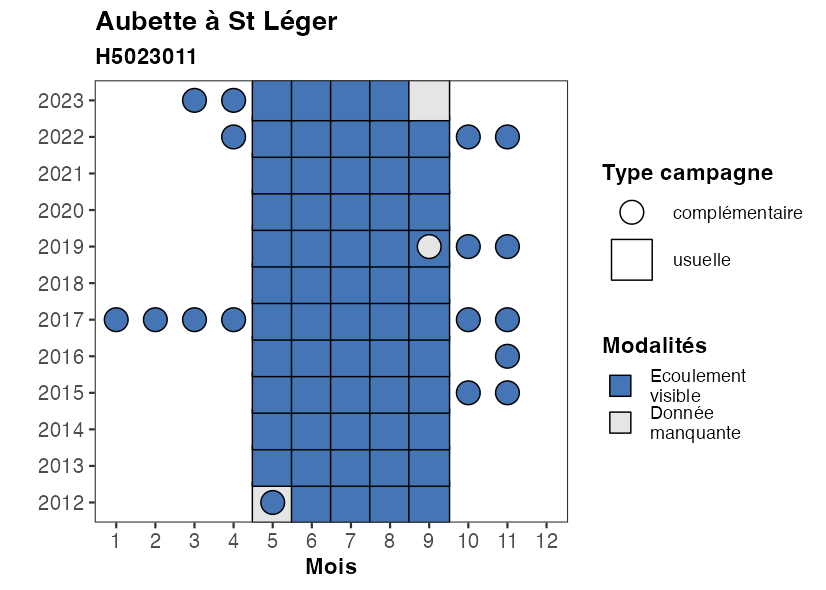 Aubette à St Léger
H5023011
2023
2022
2021
2020
2019
2018
2017
2016
2015
2014
2013
2012
1 2 3 4 5 6 7 8 9 10 11 12
Mois
Type campagne
complémentaire
usuelle
Modalités
Ecoulement
visible
Donnée
manquante